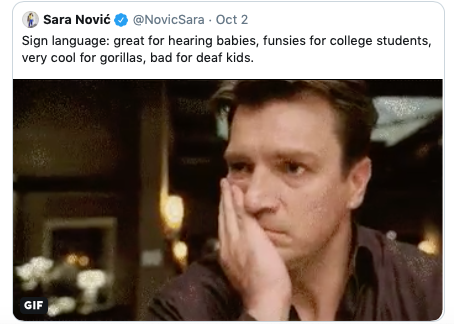 Sara Nović @NovicSara · Oct 2
Sign language: great for hearing babies, funsies for college students,
very cool for gorillas, bad for deaf kids.
GIF